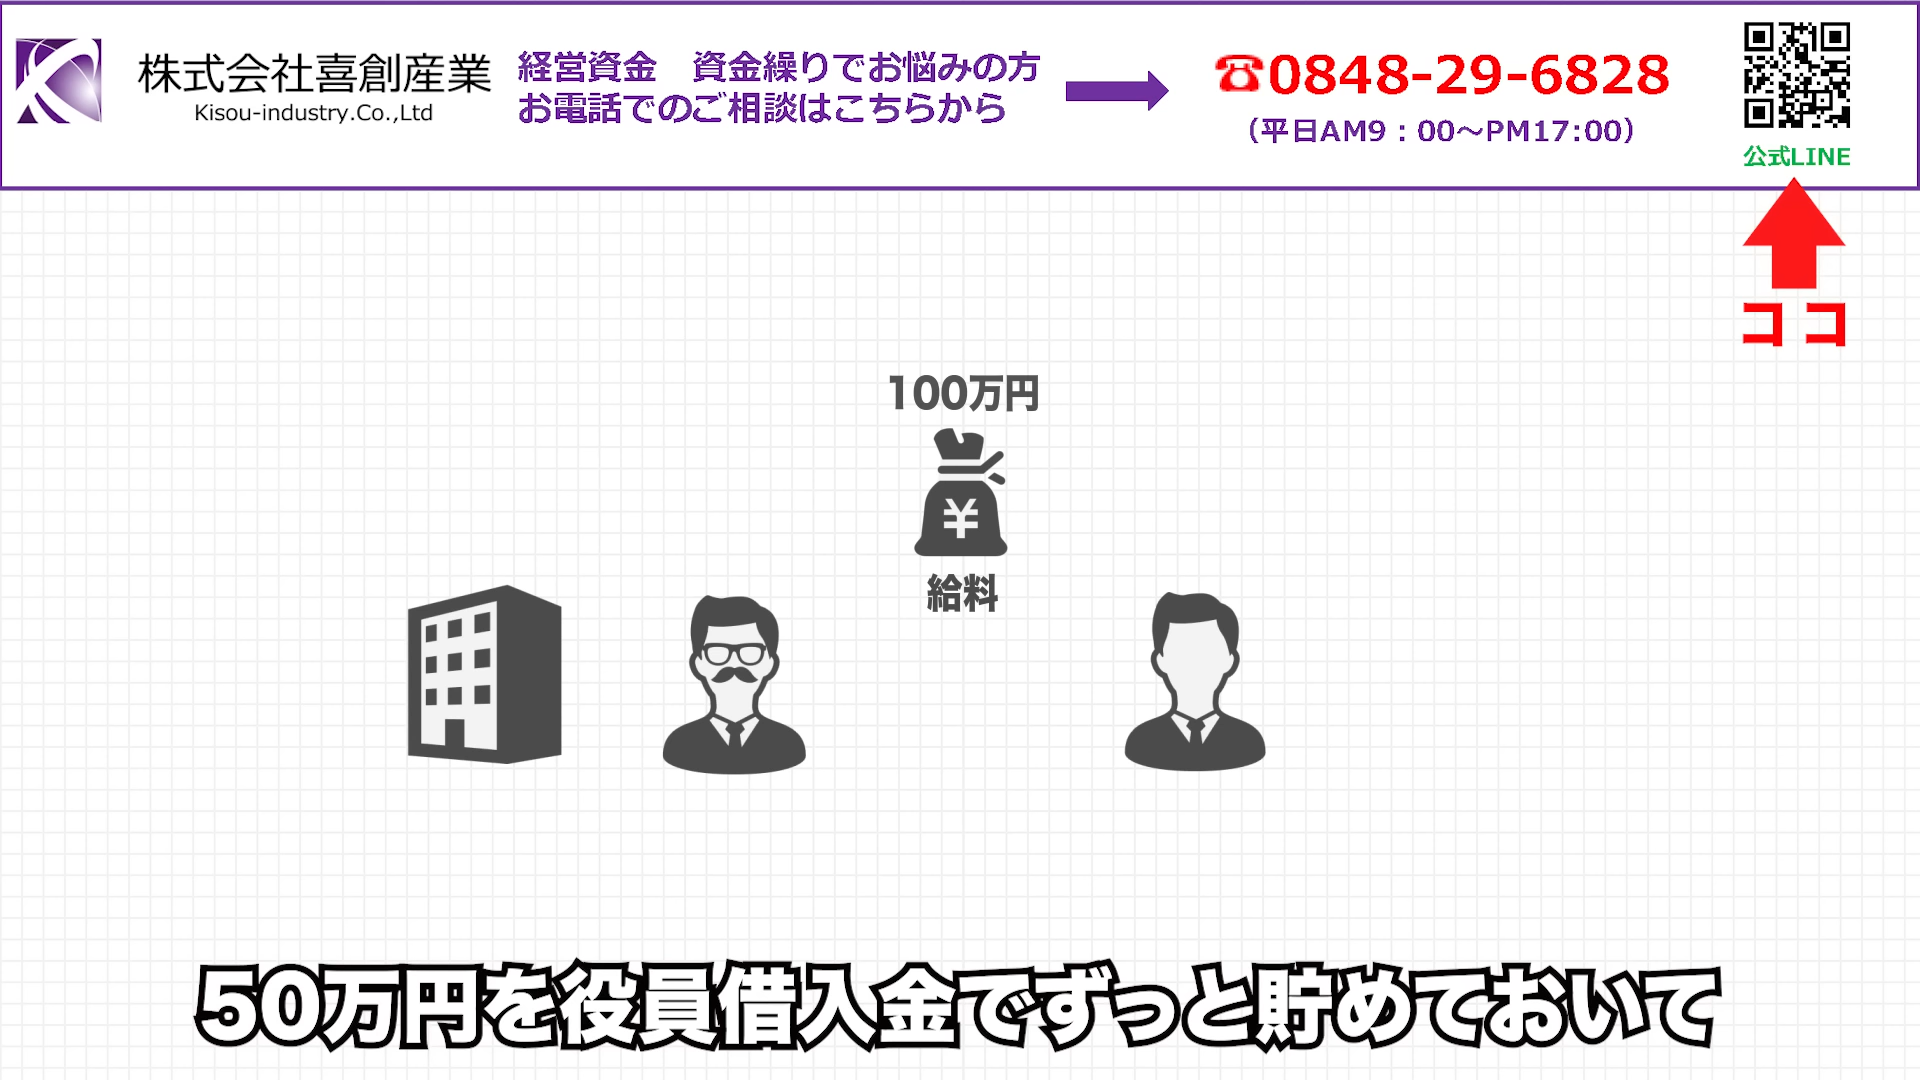 株式会社喜創産業
Kisou-industry.Co.,Ltd
経営資金　資金繰りでお悩みの方
お電話でのご相談はこちらから
☎0848-29-6828
（平日AM9：00～PM17:00）
公式LINE
ココ
100万円
¥
給料
50万円を役員借入金でずっと貯めておいて